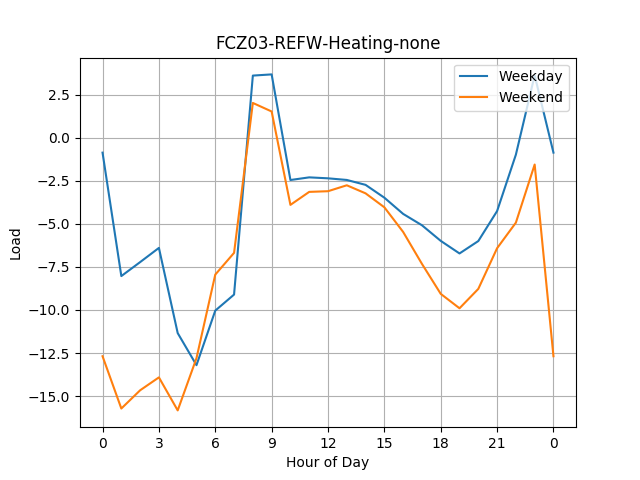 FCZ03-REFW-Heating-none
Weekday
Weekend
2.5
0.0
−2.5
−5.0
−7.5
−10.0
−12.5
−15.0
Load
0 3 6 9 12 15 18 21 0
Hour of Day